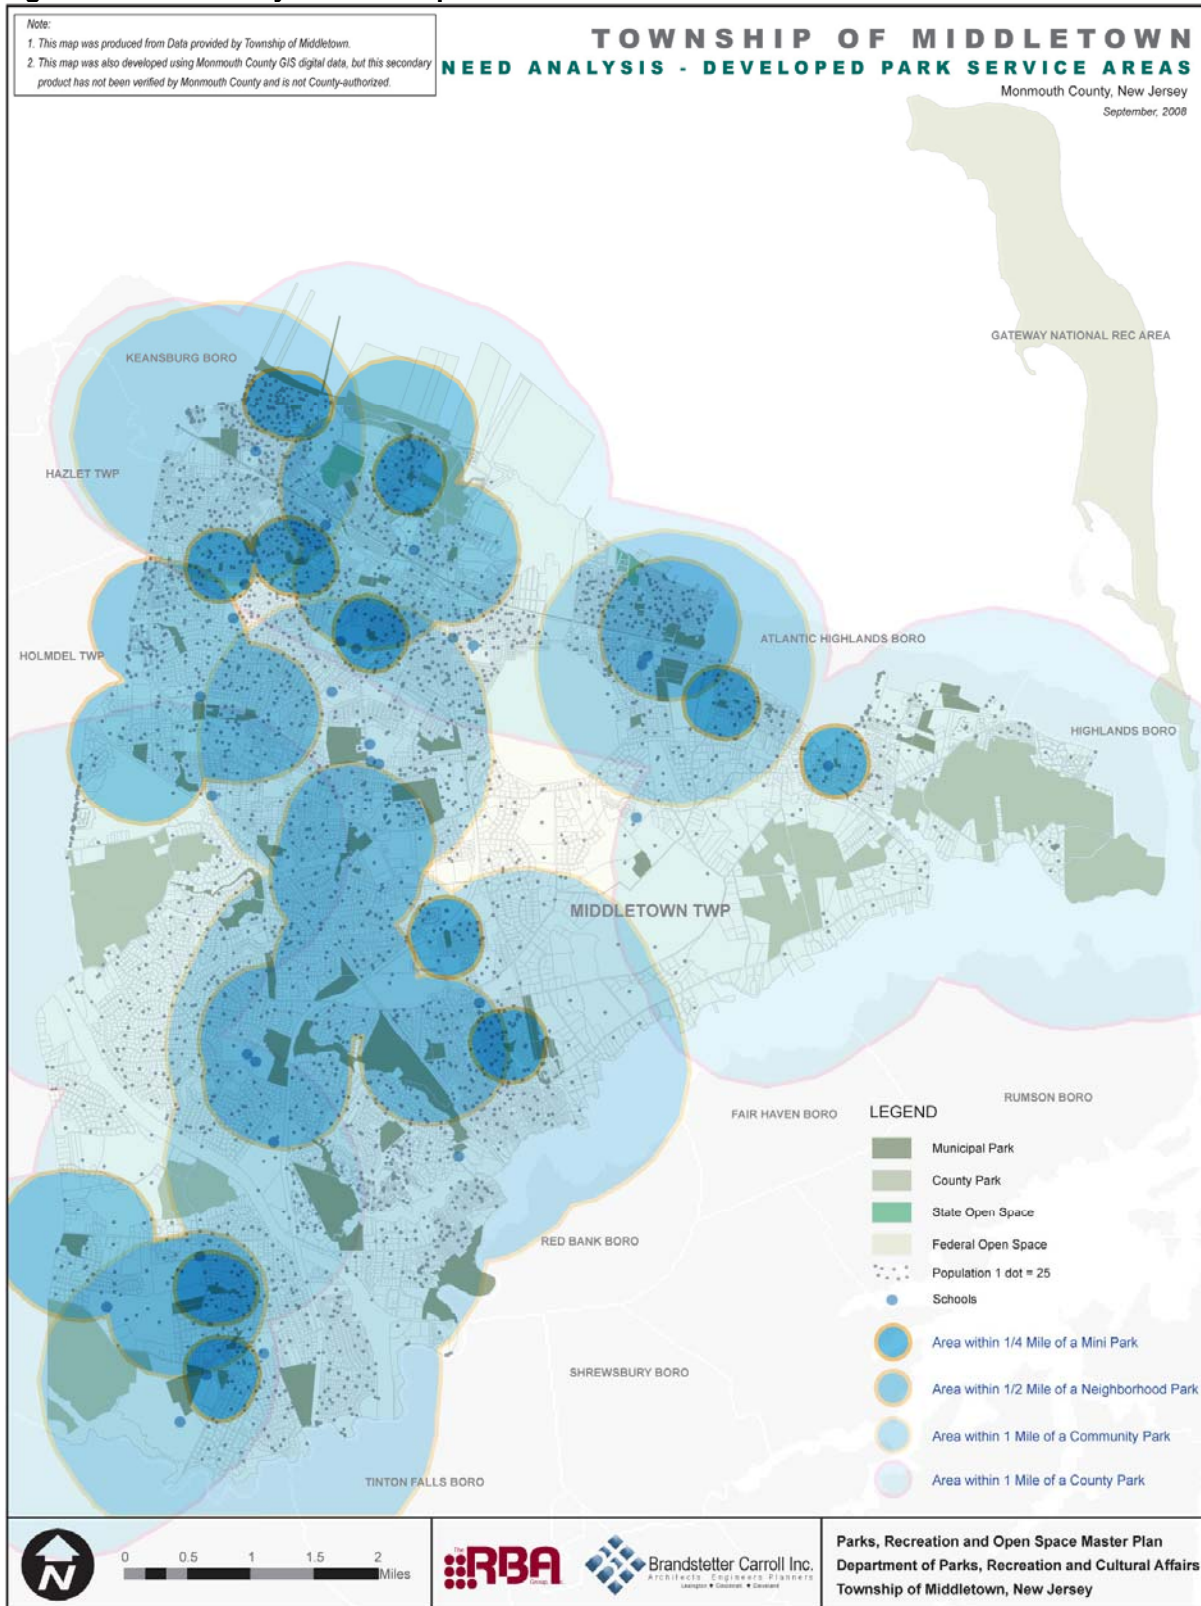 Note:
1. This map was produced from Data provided by Township of Middletown.
2. This map was also developed using Monmouth County GIS digital data, but this secondary
product has not been verified by Monmouth County and is not County-authorized.
TOWNSHIP OF MIDDLETOWN
NEED ANALYSIS - DEVELOPED PARK SERVICE AREAS
Monmouth County, New Jersey
September, 2008
GATEWAY NATIONAL REC AREA
KEANSBURG BORO
HAZLET TWP
ATLANTIC HIGHLANDS BORO
HOLMDEL TWP
HIGHLANDS BORO
MIDDLETOWN TWP
RUMSON BORO
FAIR HAVEN BORO
RED BANK BORO
SHREWSBURY BORO
TINTON FALLS BORO
LEGEND
Municipal Park
County Park
State Open Space
Federal Open Space
Population 1 dot = 25
Schools
Area within 1/4 Mile of a Mini Park
Area within 1/2 Mile of a Neighborhood Park
Area within 1 Mile of a Community Park
Area within 1 Mile of a County Park
N
0 0.5 1 1.5 2
Miles
The
RBA
Group
Brandstetter Carroll Inc.
Architects Engineers Planners
Lexington Cincinnati Cleveland
Parks, Recreation and Open Space Master Plan
Department of Parks, Recreation and Cultural Affairs
Township of Middletown, New Jersey